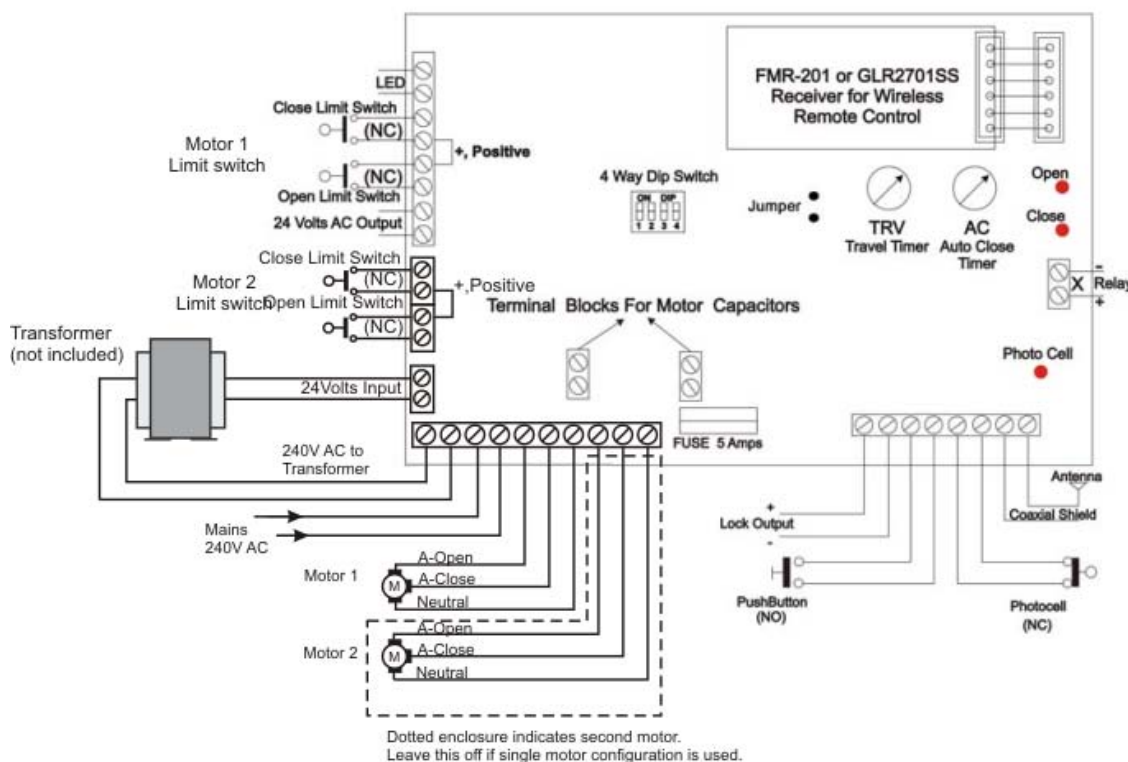 LED
Close Limit Switch
(NC)
+, Positive
Motor 1
Limit switch
(NC)
Open Limit Switch
24 Volts AC Output
Close Limit Switch
(NC)
+,Positive
Motor 2
Limit switch
Open Limit Switch
(NC)
Transformer
(not included)
24Volts Input
240V AC to
Transformer
Mains
240V AC
Motor 1
M
A-Open
A-Close
Neutral
Motor 2
M
A-Open
A-Close
Neutral
Dotted enclosure indicates second motor.
Leave this off if single motor configuration is used.
FMR-201 or GLR2701SS
Receiver for Wireless
Remote Control
4 Way Dip Switch
ON DIP
1 2 3 4
Jumper
TRV
Travel Timer
AC
Auto Close
Timer
Open
Close
-
X Relay
+
Terminal Blocks For Motor Capacitors
FUSE 5 Amps
Photo Cell
Antenna
Coaxial Shield
+
Lock Output
-
PushButton
(NO)
Photocell
(NC)